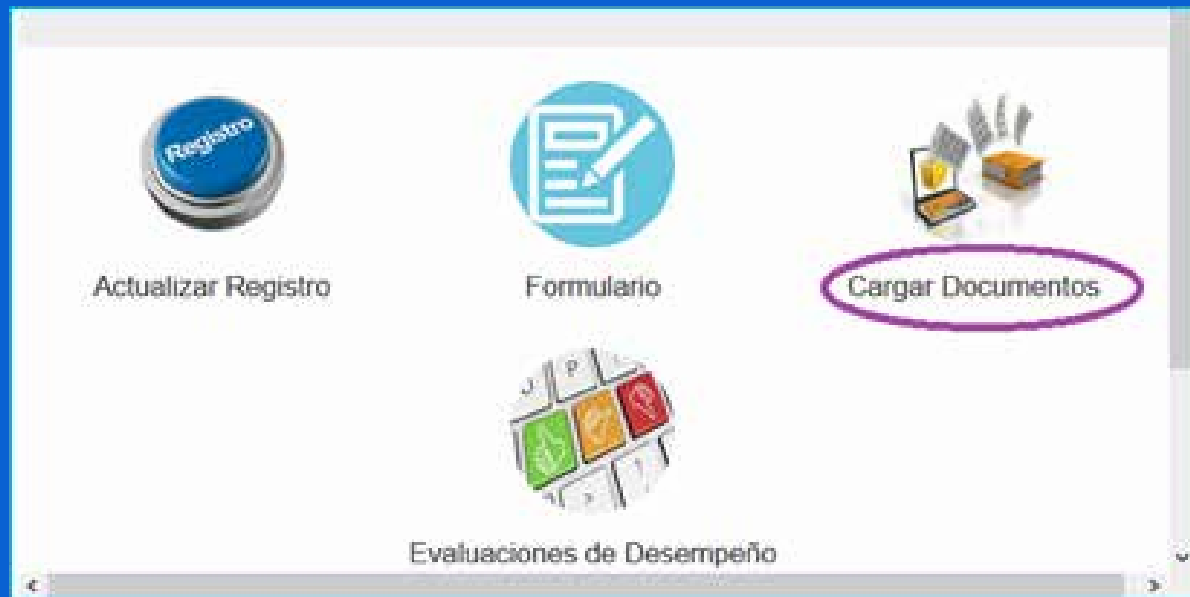 Registro
Actualizar Registro
Formulario
Cargar Documentos
J P
Evaluaciones de Desempeño